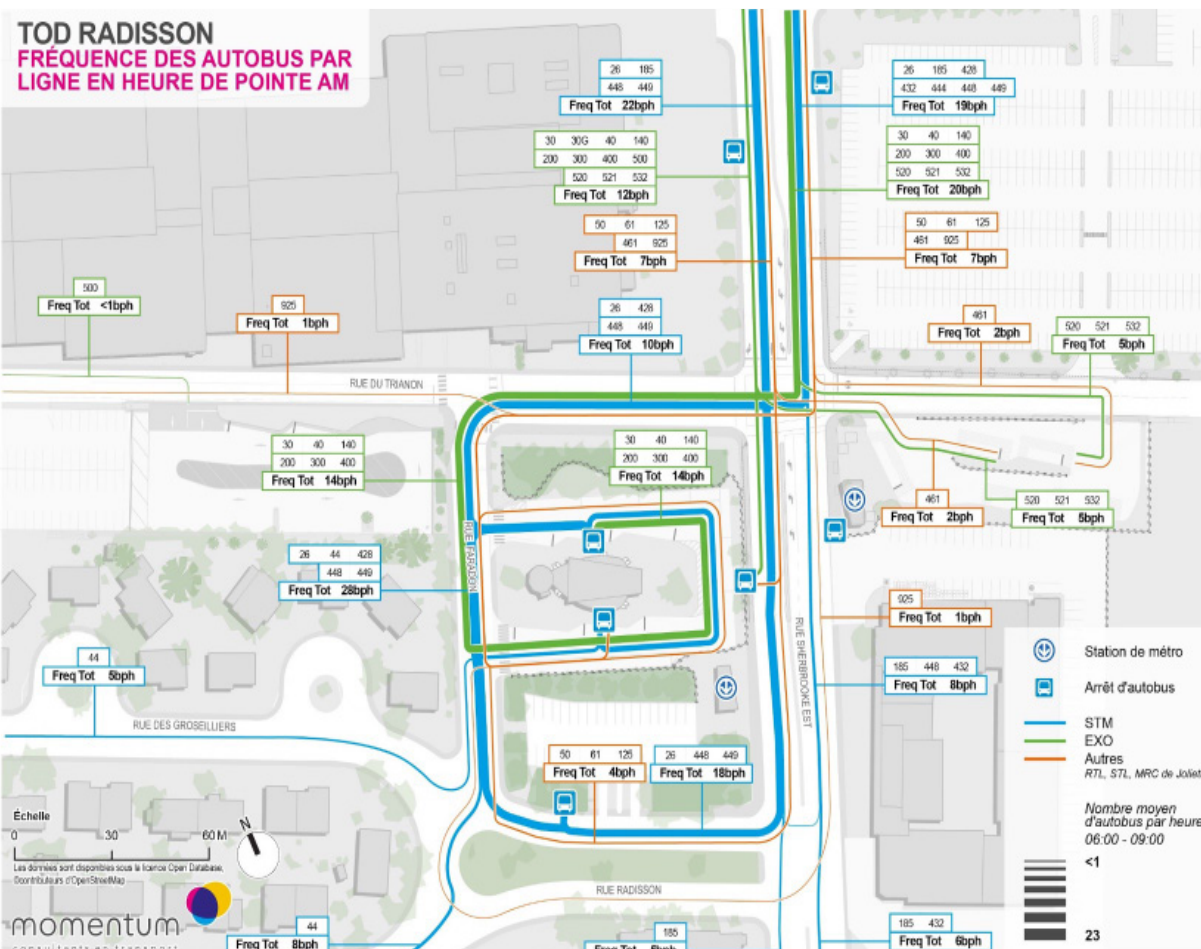 TOD RADISSON
FRÉQUENCE DES AUTOBUS PAR
LIGNE EN HEURE DE POINTE AM
26 185
448 449
Freq Tot 22bph
26 185 428
432 444 448 449
Freq Tot 19bph
30 30G 40 140
200 300 400 500
520 521 532
Freq Tot 12bph
30 40 140
200 300 400
520 521 532
Freq Tot 20bph
50 61 125
461 925
Freq Tot 7bph
50 61 125
461 925
Freq Tot 7bph
500
Freq Tot <1bph
925
Freq Tot 1bph
26 428
448 449
Freq Tot 10bph
461
Freq Tot 2bph
520 521 532
Freq Tot 5bph
RUE DU TRIANON
30 40 140
200 300 400
Freq Tot 14bph
30 40 140
200 300 400
Freq Tot 14bph
461
Freq Tot 2bph
520 521 532
Freq Tot 5bph
RUE FARADON
26 44 428
448 449
Freq Tot 28bph
925
Freq Tot 1bph
RUE SHERBROOKE EST
44
Freq Tot 5bph
185 448 432
Freq Tot 8bph
RUE DES GROSEILLIERS
50 61 125
Freq Tot 4bph
26 448 449
Freq Tot 18bph
Station de métro
Arrêt d'autobus
STM
EXO
Autres
RTL, STL, MRC de Joliet
Nombre moyen
d'autobus par heure
06:00 - 09:00
<1
23
Échelle
0 30 60 M
N
Les données sont disponibles sous la licence Open Database,
©contributeurs d'OpenStreetMap
momentum
RUE RADISSON
44
Freq Tot 8bph
185
185 432
Freq Tot 6bph